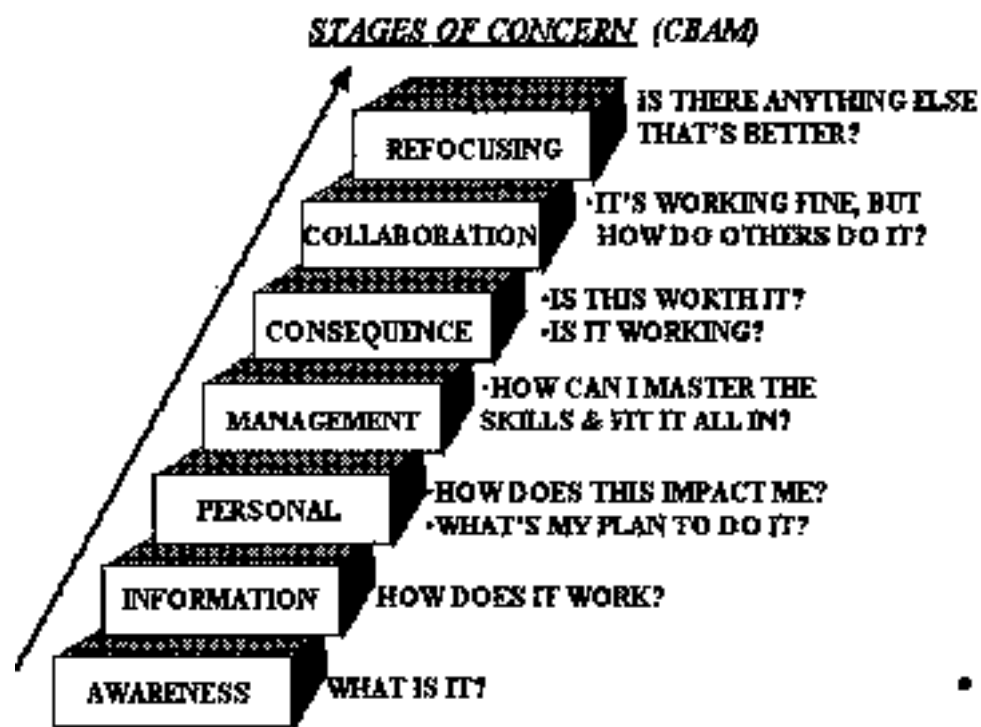 STAGES OF CONCERN (CBAM)
REFOCUSING
IS THERE ANYTHING ELSE
THAT'S BETTER?
COLLABORATION
•IT'S WORKING FINE, BUT
HOW DO OTHERS DO IT?
CONSEQUENCE
•IS THIS WORTH IT?
•IS IT WORKING?
MANAGEMENT
•HOW CAN I MASTER THE
SKILLS & FIT IT ALL IN?
PERSONAL
•HOW DOES THIS IMPACT ME?
•WHAT'S MY PLAN TO DO IT?
INFORMATION
HOW DOES IT WORK?
AWARENESS
WHAT IS IT?